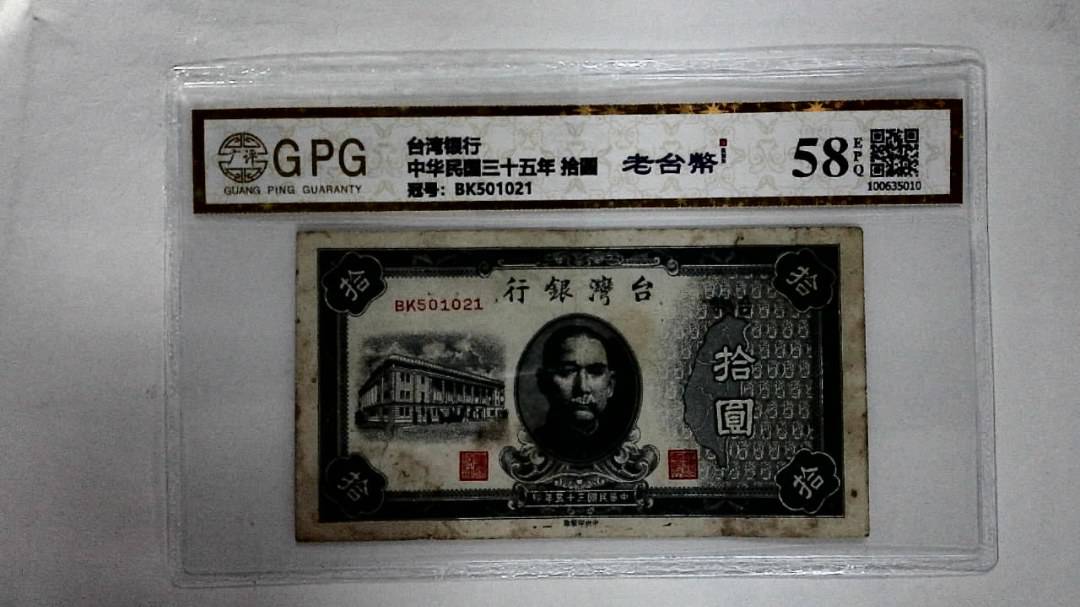 GPG
GUANG PING GUARANTY
台湾银行
中华民国三十五年 拾圆
冠号：BK501021
老台幣
58
EPQ
100635010
拾
拾
行銀灣台
BK501021
拾
圓
拾
拾
印年五十三國民華中